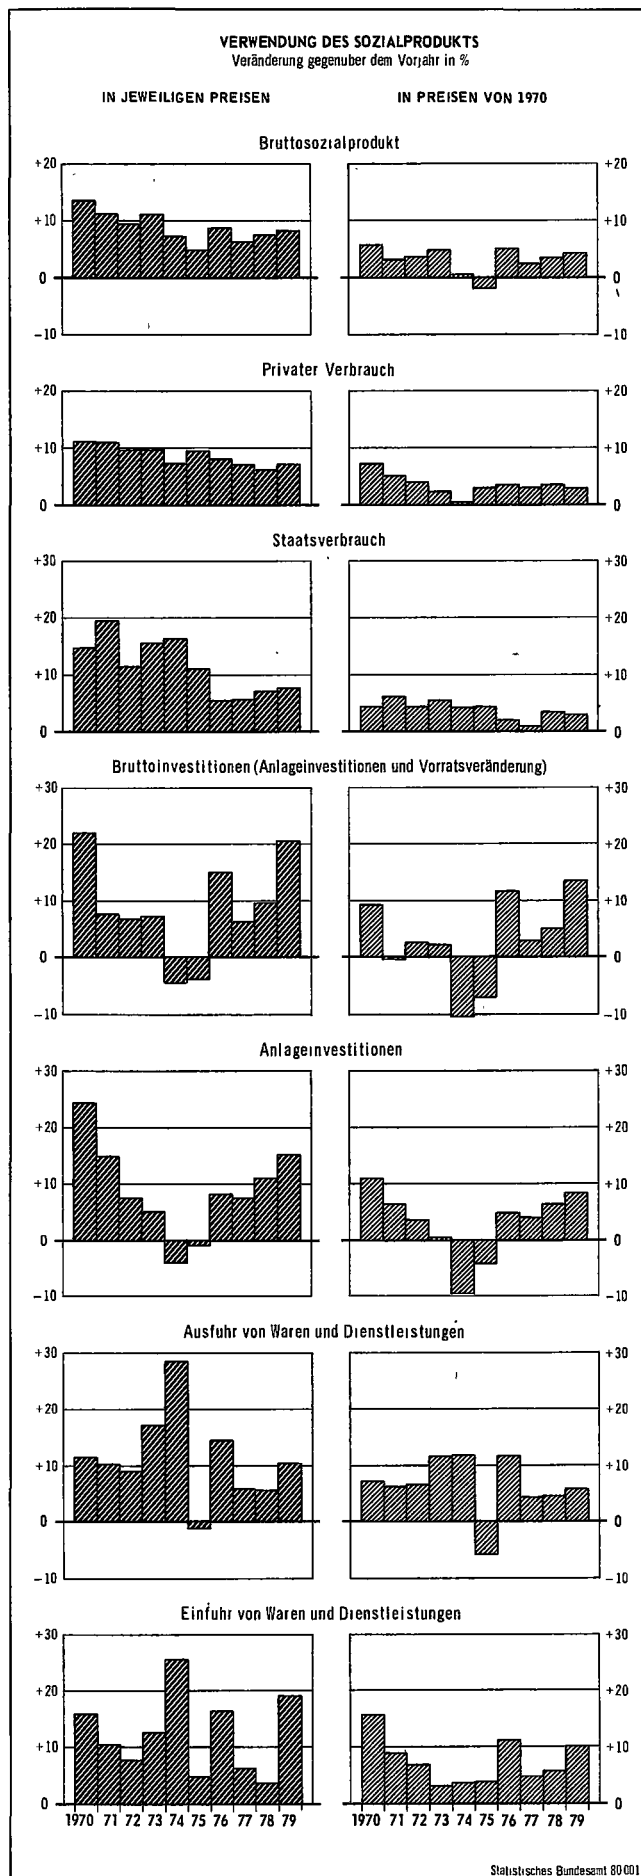 VERWENDUNG DES SOZIALPRODUKTS
Veränderung gegenuber dem Vorjahr in %
IN JEWEILIGEN PREISEN IN PREISEN VON 1970
Bruttosozialprodukt
+20 +20
+10 +10
0 0
−10 −10
Privater Verbrauch
+20 +20
+10 +10
0 0
Staatsverbrauch
+30 +30
+20 +20
+10 +10
0 0
Bruttoinvestitionen (Anlageinvestitionen und Vorratsveränderung)
+30 +30
+20 +20
+10 +10
0 0
−10 −10
Anlageinvestitionen
+30 +30
+20 +20
+10 +10
0 0
−10 −10
Ausfuhr von Waren und Dienstleistungen
+30 +30
+20 +20
+10 +10
0 0
−10 −10
Einfuhr von Waren und Dienstleistungen
+30 +30
+20 +20
+10 +10
0 0
1970 71 72 73 74 75 76 77 78 79 1970 71 72 73 74 75 76 77 78 79
Statistisches Bundesamt 80 001